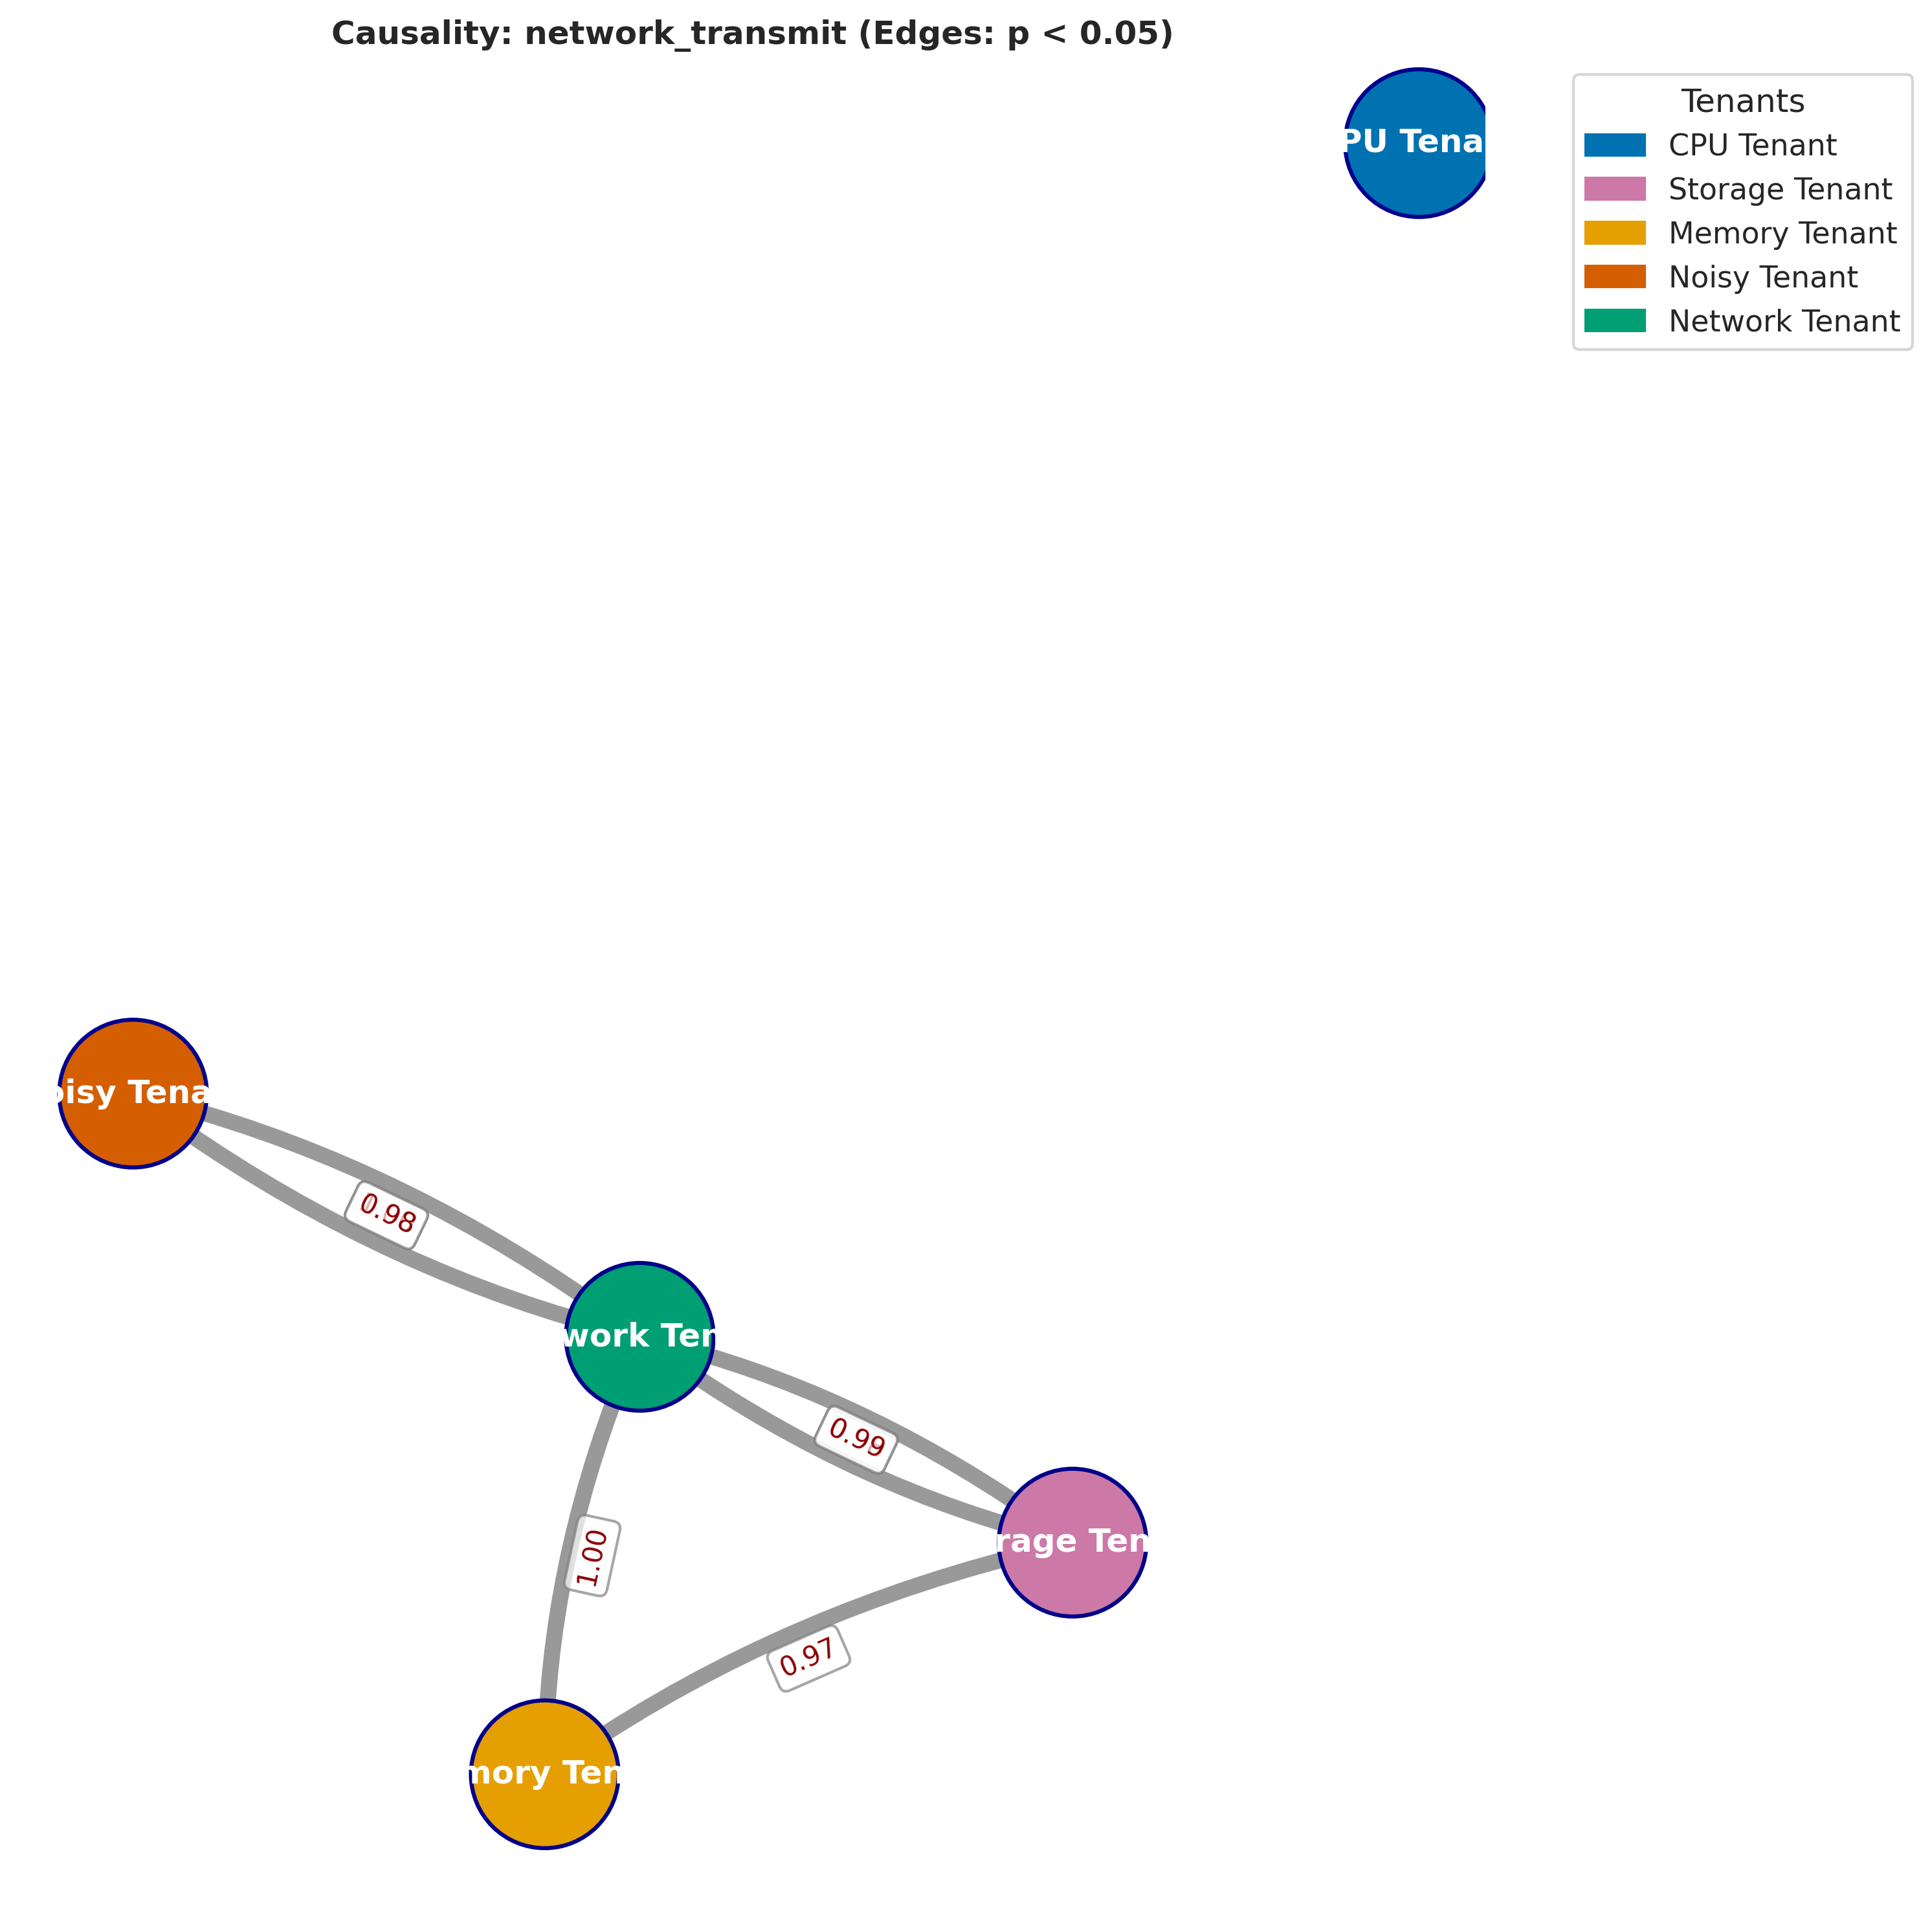 Causality: network_transmit (Edges: p < 0.05)
PU Tena
Tenants
CPU Tenant
Storage Tenant
Memory Tenant
Noisy Tenant
Network Tenant
oisy Tena
0.98
work Ten
0.99
rage Ten
1.00
0.97
mory Ten